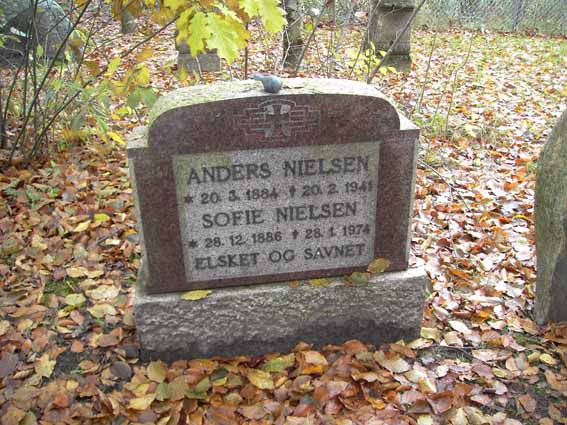 ANDERS NIELSEN
* 20. 3. 1884 ✝ 20. 2. 1941
SOFIE NIELSEN
* 28. 12. 1886 ✝ 28. 1. 1974
ELSKET OG SAVNET